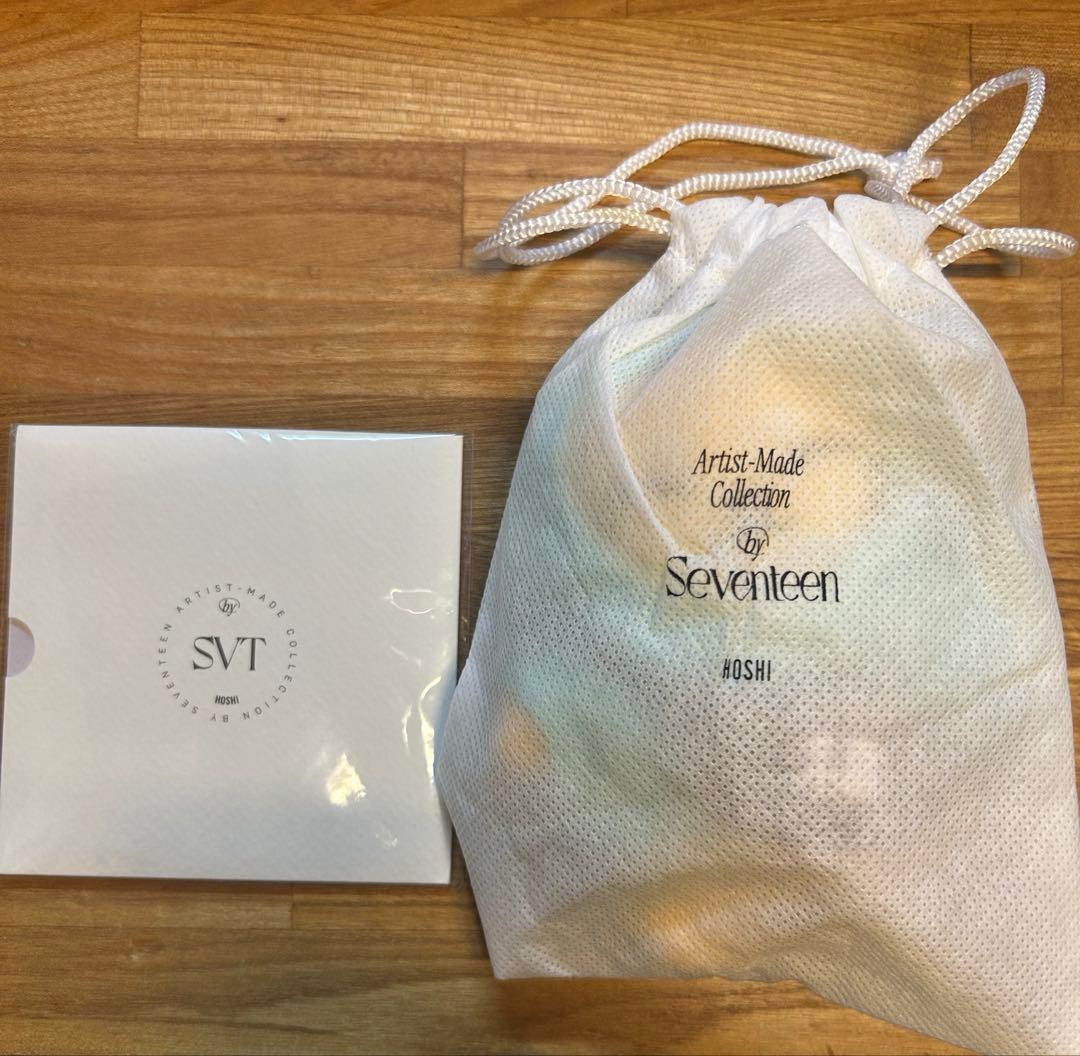 SEVENTEEN ARTIST-MADE COLLECTION BY
by
SVT
HOSHI
Artist-Made
Collection
by
Seventeen
HOSHI